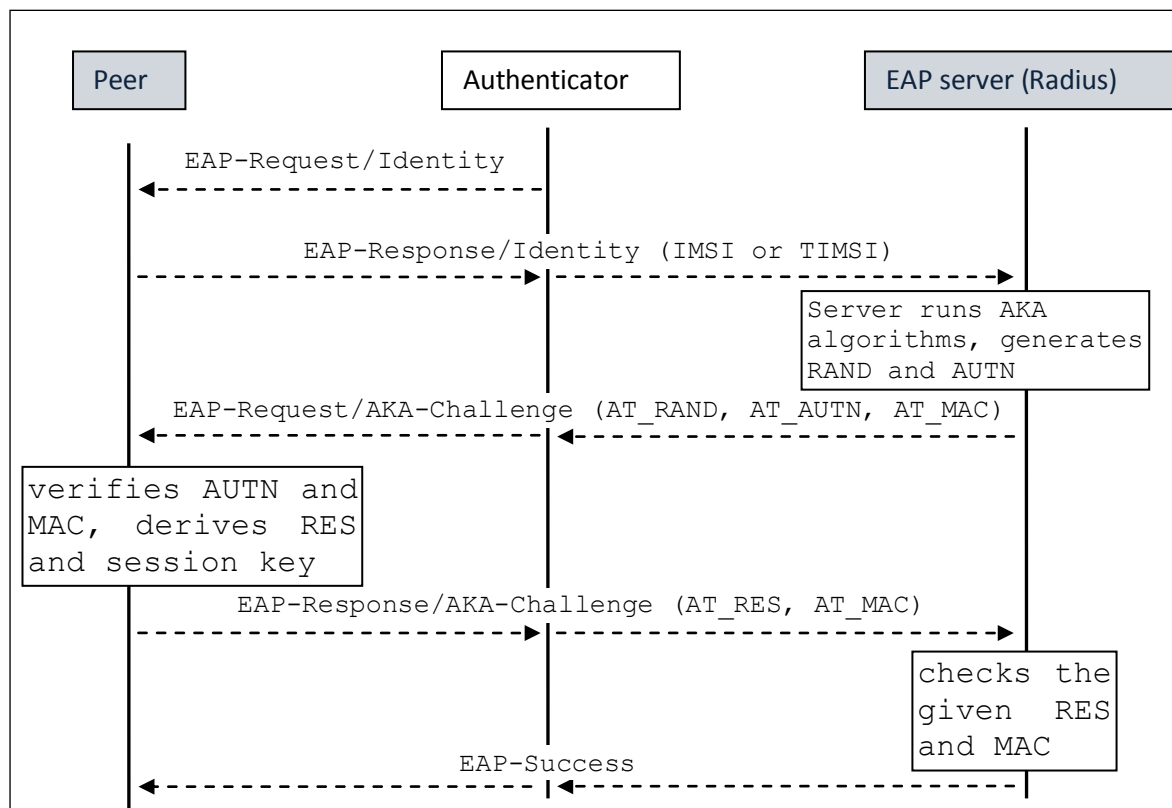 Peer
Authenticator
EAP server (Radius)
EAP-Request/Identity
EAP-Response/Identity (IMSI or TIMSI)
Server runs AKA
algorithms, generates
RAND and AUTN
EAP-Request/AKA-Challenge (AT_RAND, AT_AUTN, AT_MAC)
verifies AUTN and
MAC, derives RES
and session key
EAP-Response/AKA-Challenge (AT_RES, AT_MAC)
checks the
given RES
and MAC
EAP-Success